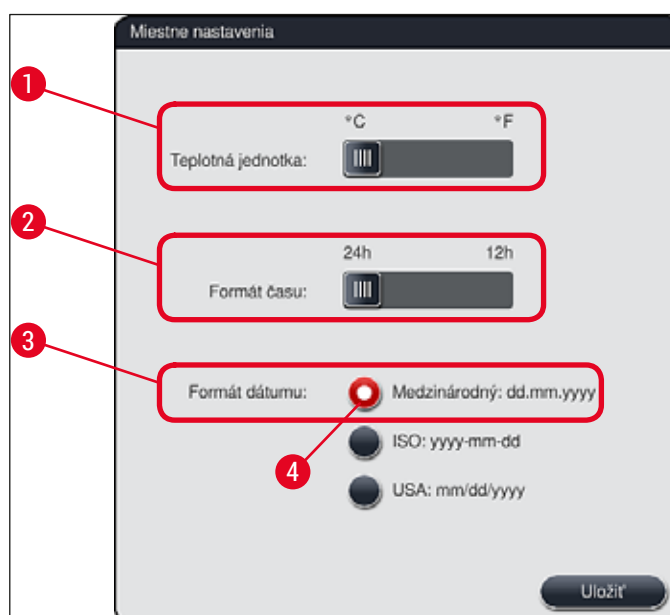 Miestne nastavenia
1
°C °F
Teplotná jednotka:
2
24h 12h
Formát času:
3
Formát dátumu: Medzinárodný: dd.mm.yyyy
4
ISO: yyyy-mm-dd
USA: mm/dd/yyyy
Uložiť